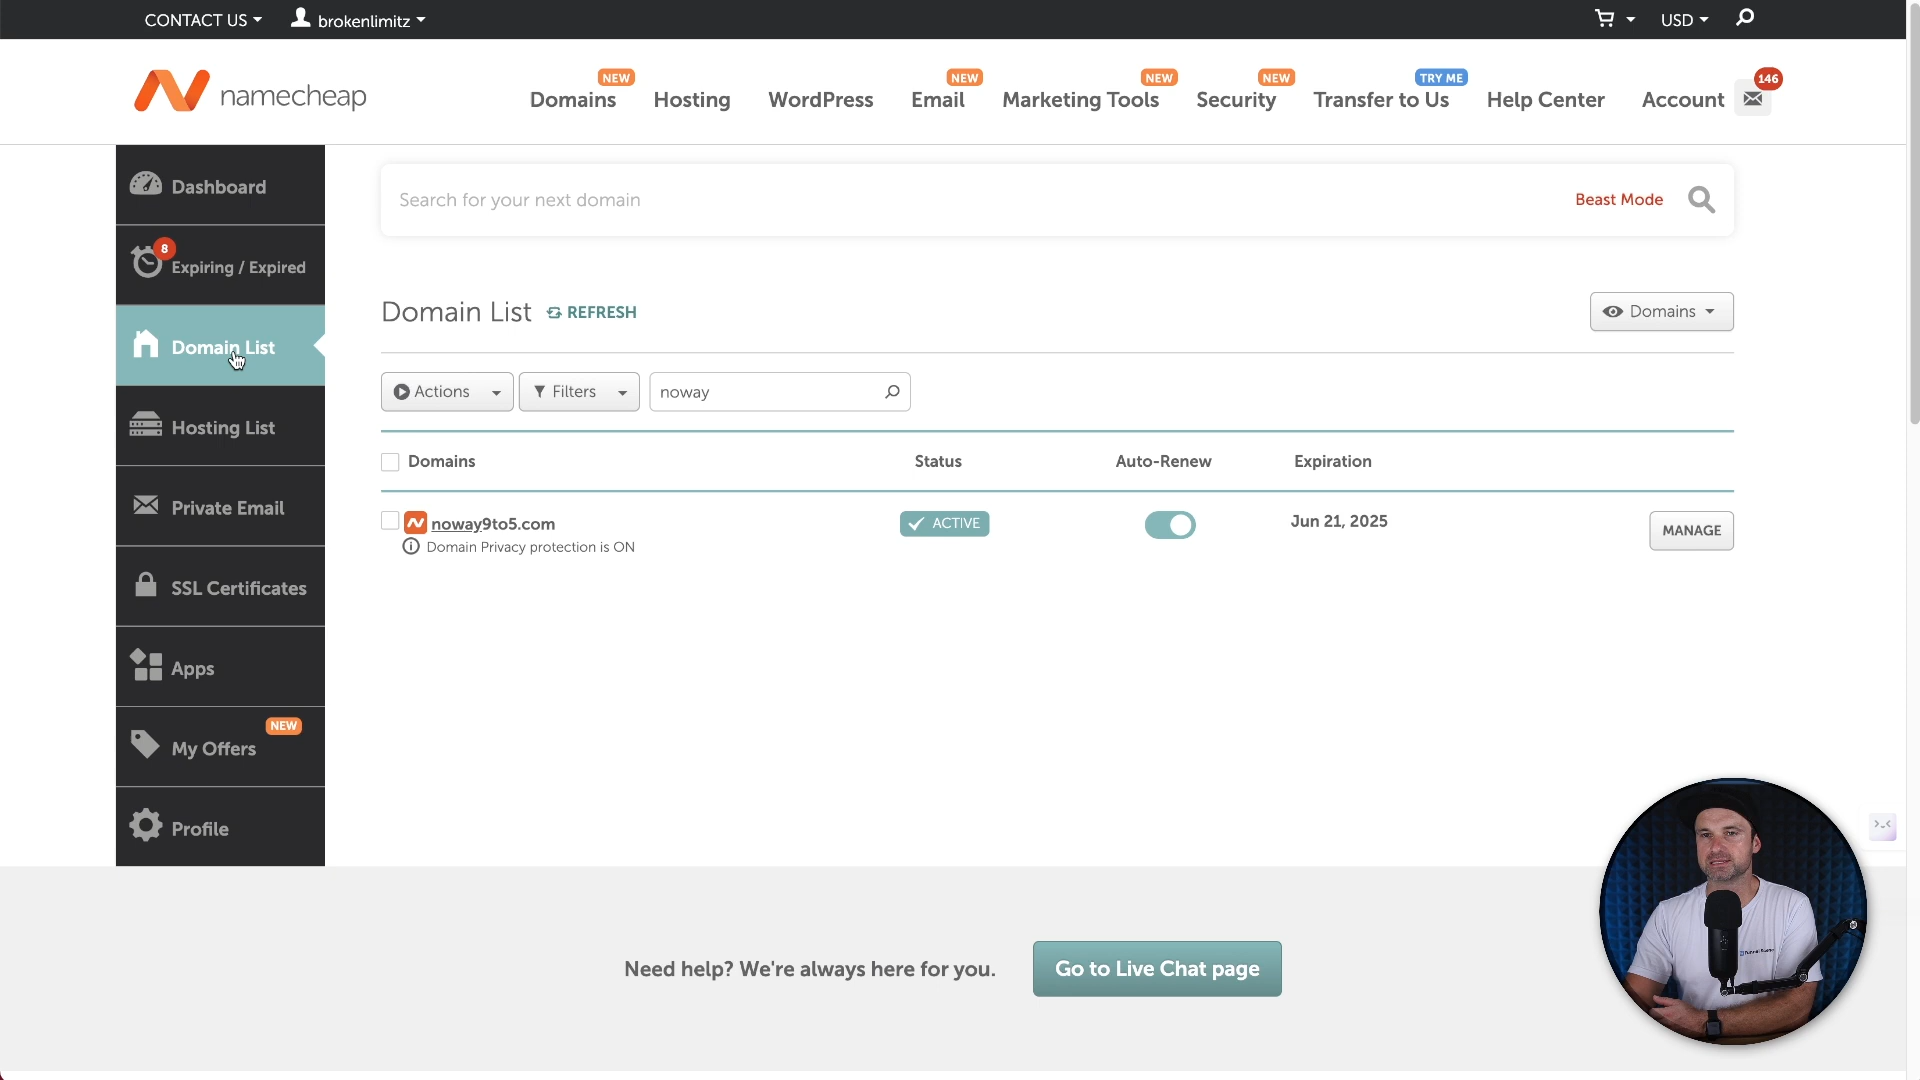 CONTACT US
brokenlimitz
USD
namecheap
Domains NEW
Hosting
WordPress
Email NEW
Marketing Tools NEW
Security NEW
Transfer to Us TRY ME
Help Center
Account
146
Dashboard
8
Expiring / Expired
Domain List
Hosting List
Private Email
SSL Certificates
Apps
NEW
My Offers
Profile
Search for your next domain
Beast Mode
Domain List REFRESH
Domains
Actions
Filters
noway
Domains Status Auto-Renew Expiration
noway9to5.com ACTIVE Jun 21, 2025 MANAGE
Domain Privacy protection is ON
Need help? We're always here for you.
Go to Live Chat page